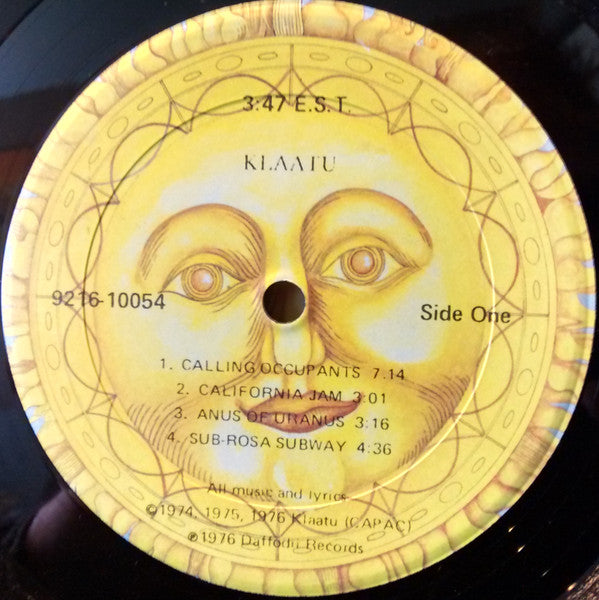 3:47 E.S.T.
KLAATU
9216-10054
Side One
1. CALLING OCCUPANTS 7.14
2. CALIFORNIA JAM 3:01
3. ANUS OF URANUS 3:16
4. SUB-ROSA SUBWAY 4:36
All music and lyrics
©1974, 1975, 1976 Klaatu (CAPAC)
℗1976 Daffodil Records